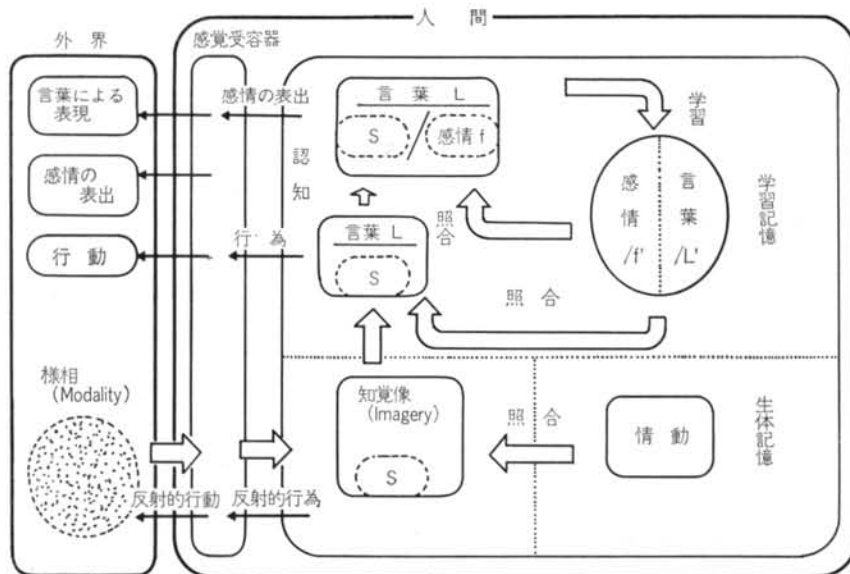 人間
外界
感覚受容器
言葉による
表現
感情の
表出
行動
様相
(Modality)
反射的行動
感情の表出
行為
反射的行為
認知
言葉 L
S
感情 f
言葉 L
S
照合
照合
学習
感情/f'
言葉/L'
学習記憶
知覚像
(Imagery)
S
照合
情動
生体記憶